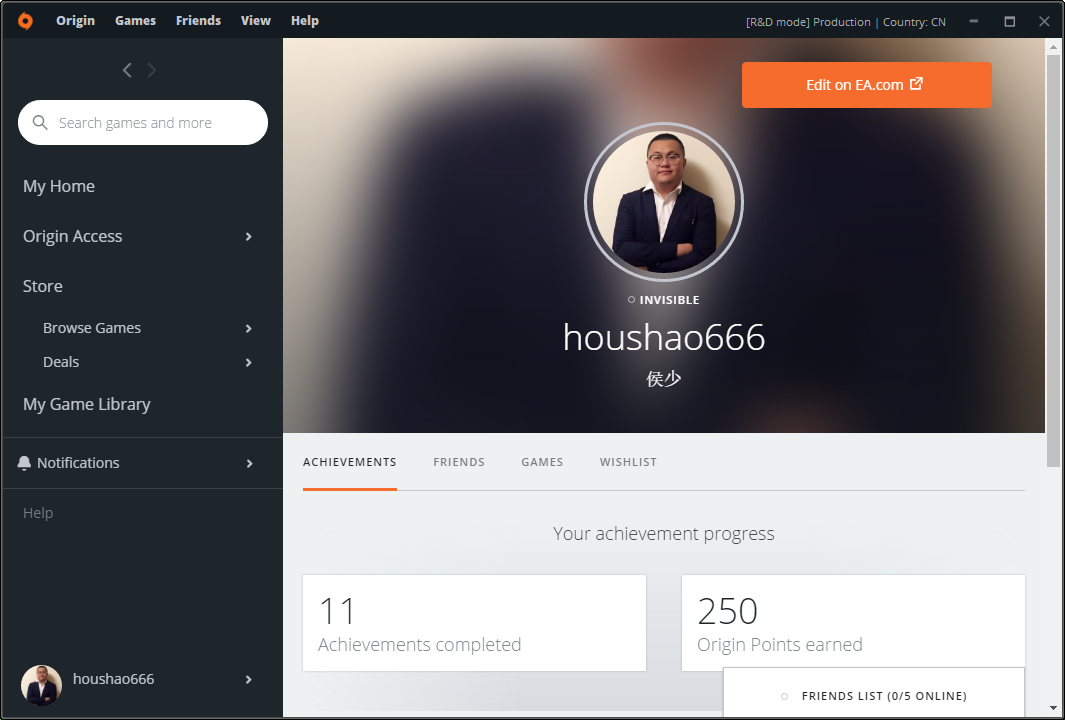 Origin Games Friends View Help
[R&D mode] Production | Country: CN
Search games and more
My Home
Origin Access
Store
Browse Games
Deals
My Game Library
Notifications
Help
houshao666
Edit on EA.com
INVISIBLE
houshao666
侯少
ACHIEVEMENTS FRIENDS GAMES WISHLIST
Your achievement progress
11
Achievements completed
250
Origin Points earned
FRIENDS LIST (0/5 ONLINE)